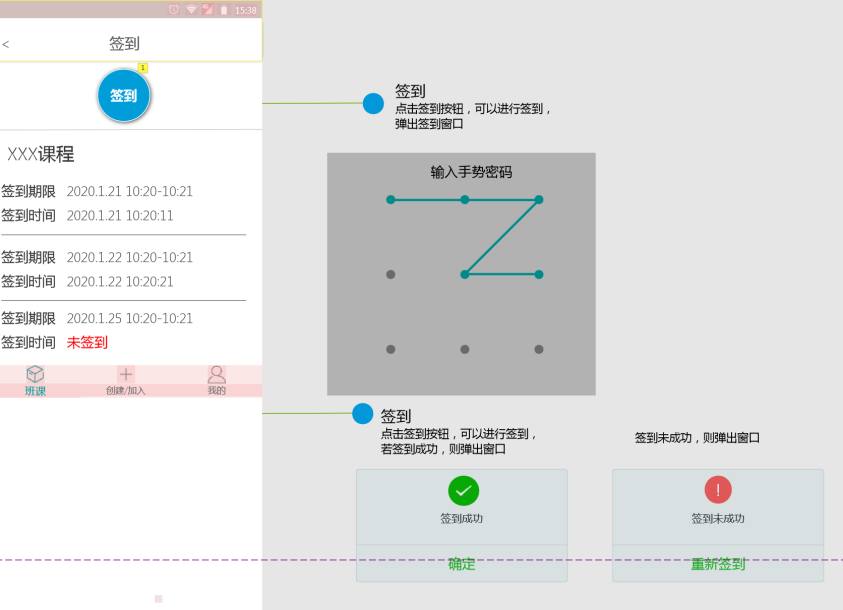 15:38
<
签到
1
签到
XXX课程
签到期限 2020.1.21 10:20-10:21
签到时间 2020.1.21 10:20:11
签到期限 2020.1.22 10:20-10:21
签到时间 2020.1.22 10:20:21
签到期限 2020.1.25 10:20-10:21
签到时间 未签到
班课
创建/加入
我的
签到
点击签到按钮，可以进行签到，
弹出签到窗口
输入手势密码
签到
点击签到按钮，可以进行签到，
若签到成功，则弹出窗口
签到成功
确定
签到未成功，则弹出窗口
签到未成功
重新签到